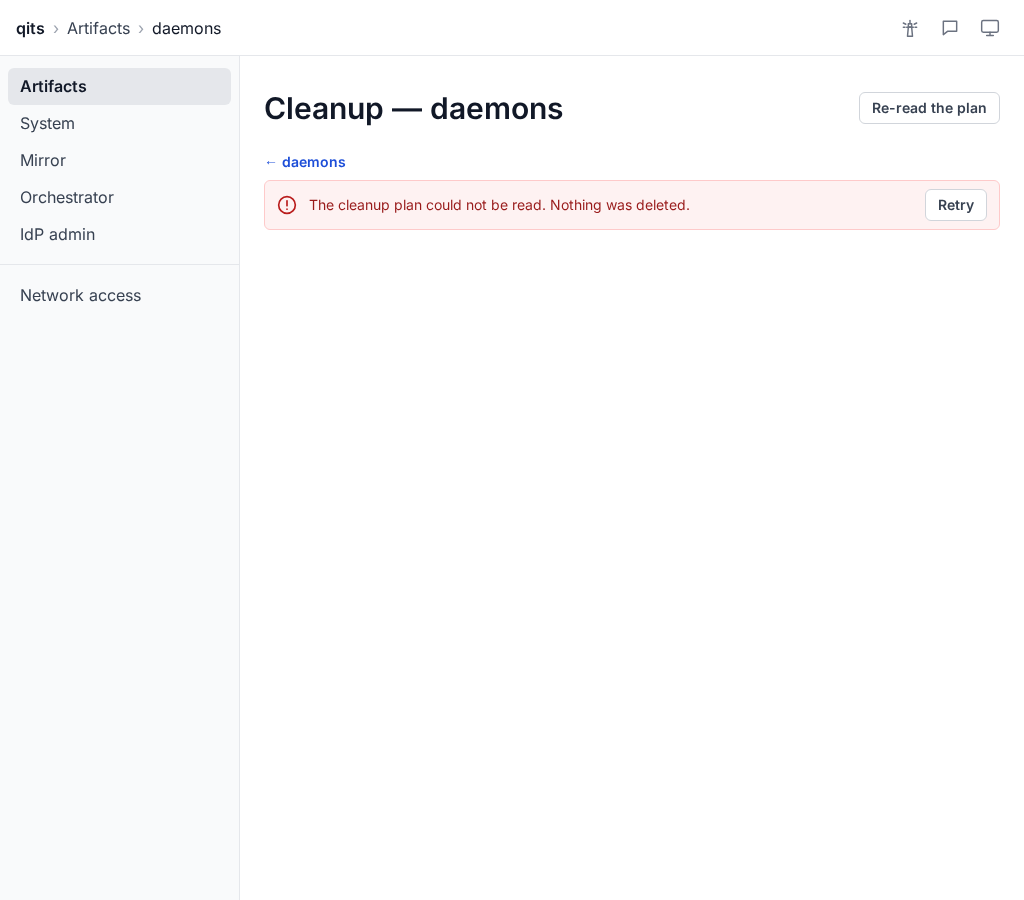 qits › Artifacts › daemons
Artifacts
System
Mirror
Orchestrator
IdP admin
Network access
Cleanup — daemons
Re-read the plan
← daemons
The cleanup plan could not be read. Nothing was deleted.
Retry